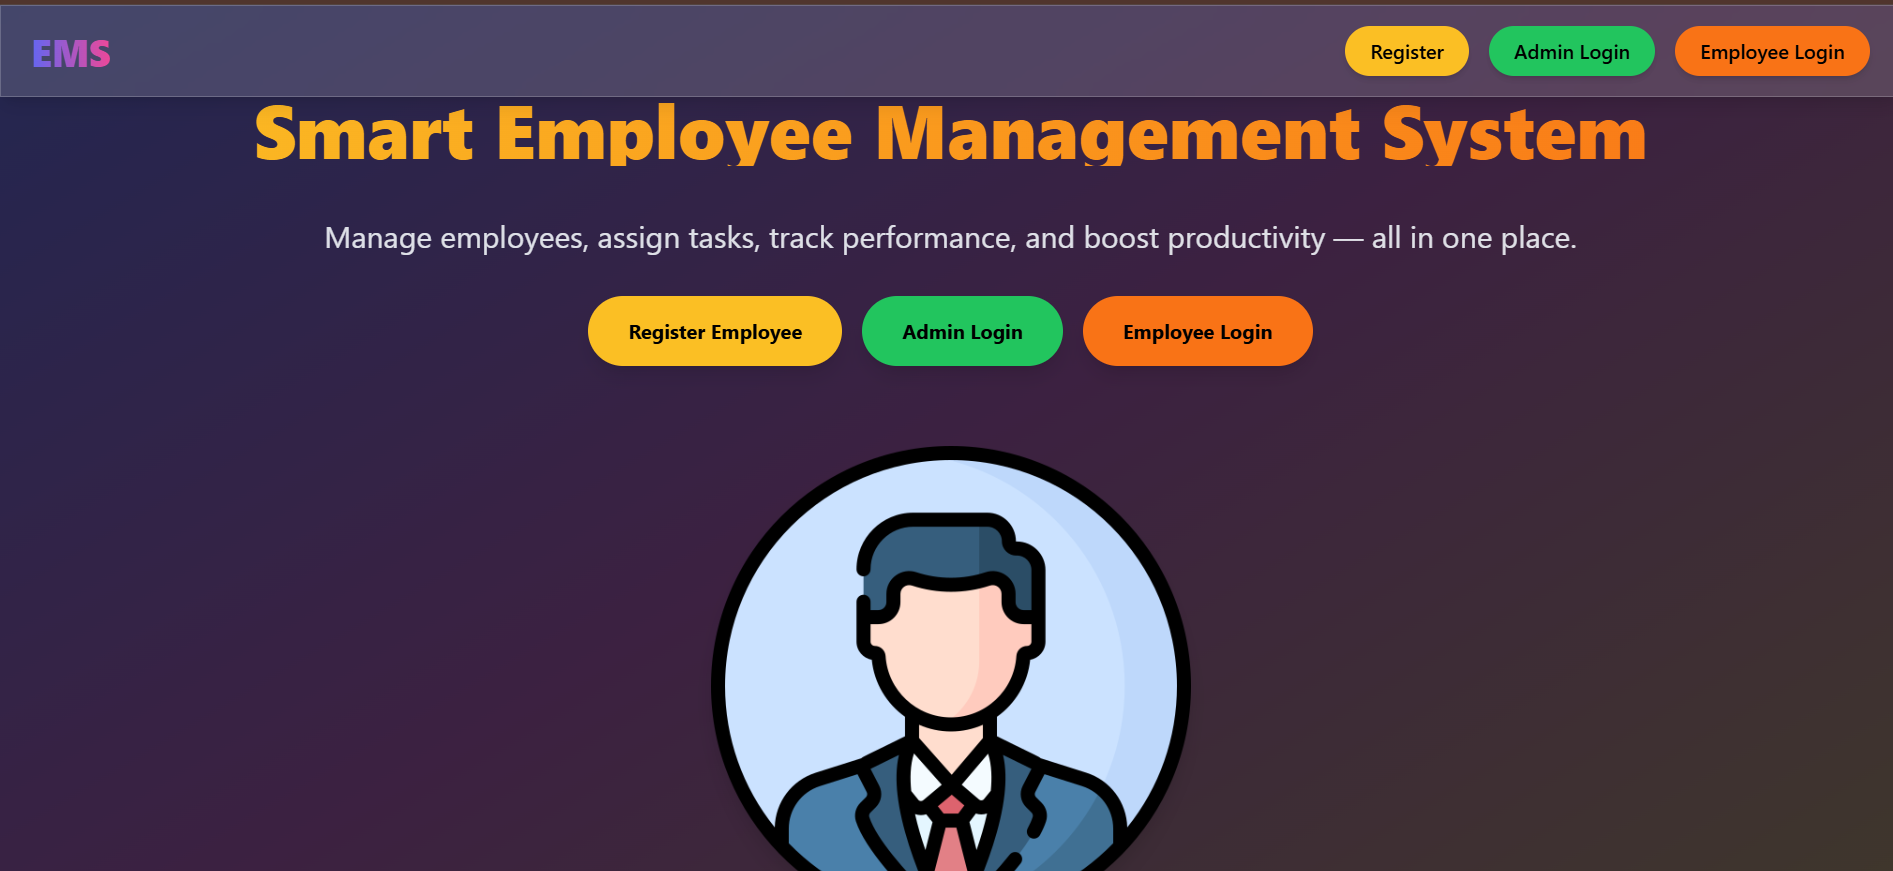 EMS
Register
Admin Login
Employee Login
Smart Employee Management System
Manage employees, assign tasks, track performance, and boost productivity — all in one place.
Register Employee
Admin Login
Employee Login